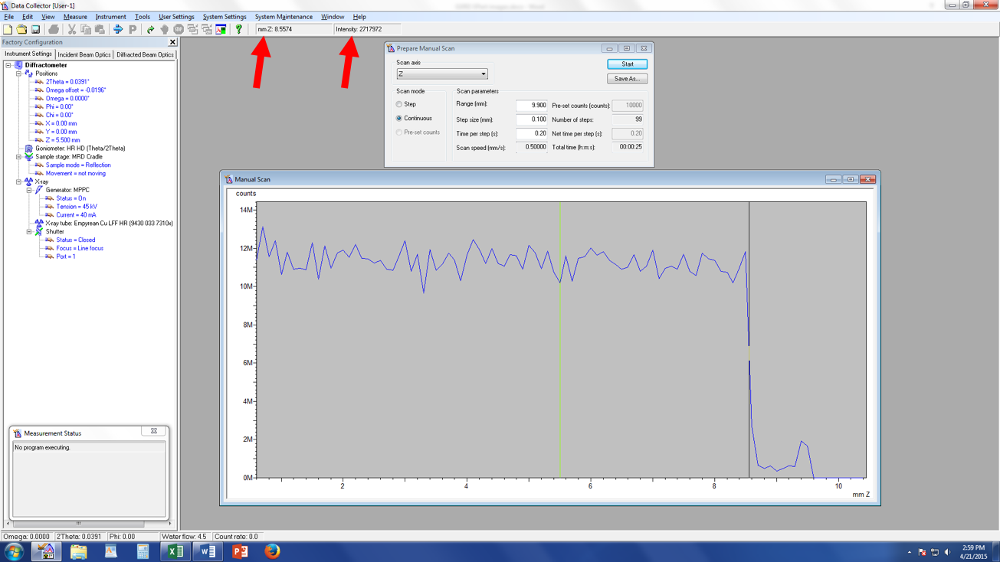 Data Collector [User-1]
File Edit View Measure Instrument Tools User Settings System Settings System Maintenance Window Help
mm Z: 8.5574 Intensity: 2717972
Factory Configuration
Instrument Settings Incident Beam Optics Diffracted Beam Optics
Diffractometer
Positions
2Theta = 0.0391°
Omega offset = -0.0196°
Omega = 0.0000°
Phi = 0.00°
Chi = 0.00°
X = 0.00 mm
Y = 0.00 mm
Z = 5.500 mm
Goniometer: HR HD (Theta/2Theta)
Sample stage: MRD Cradle
Sample mode = Reflection
Movement = not moving
X-ray
Generator: MPPC
Status = On
Tension = 45 kV
Current = 40 mA
X-ray tube: Empyrean Cu LFF HR (9430 033 7310x)
Shutter
Status = Closed
Focus = Line focus
Port = 1
Prepare Manual Scan
Scan axis
Z
Start
Save As...
Scan mode
Step
Continuous
Pre-set counts
Scan parameters
Range (mm): 9.900 Pre-set counts (counts): 10000
Step size (mm): 0.100 Number of steps: 99
Time per step (s): 0.20 Net time per step (s): 0.20
Scan speed (mm/s): 0.50000 Total time (h:m:s): 00:00:25
Manual Scan
counts
14M
12M
10M
8M
6M
4M
2M
0M
2 4 6 8 10
mm Z
Measurement Status
No program executing.
Omega: 0.0000 2Theta: 0.0391 Phi: 0.00 Water flow: 4.5 Count rate: 0.0
2:59 PM
4/21/2015